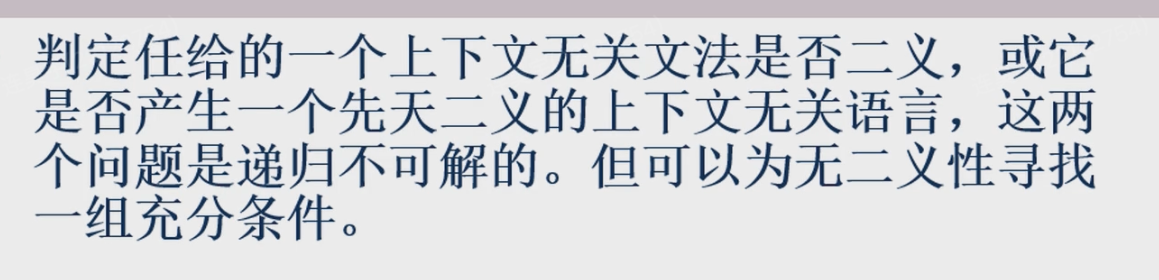 判定任给的一个上下文无关文法是否二义，或它
是否产生一个先天二义的上下文无关语言，这两
个问题是递归不可解的。但可以为无二义性寻找
一组充分条件。